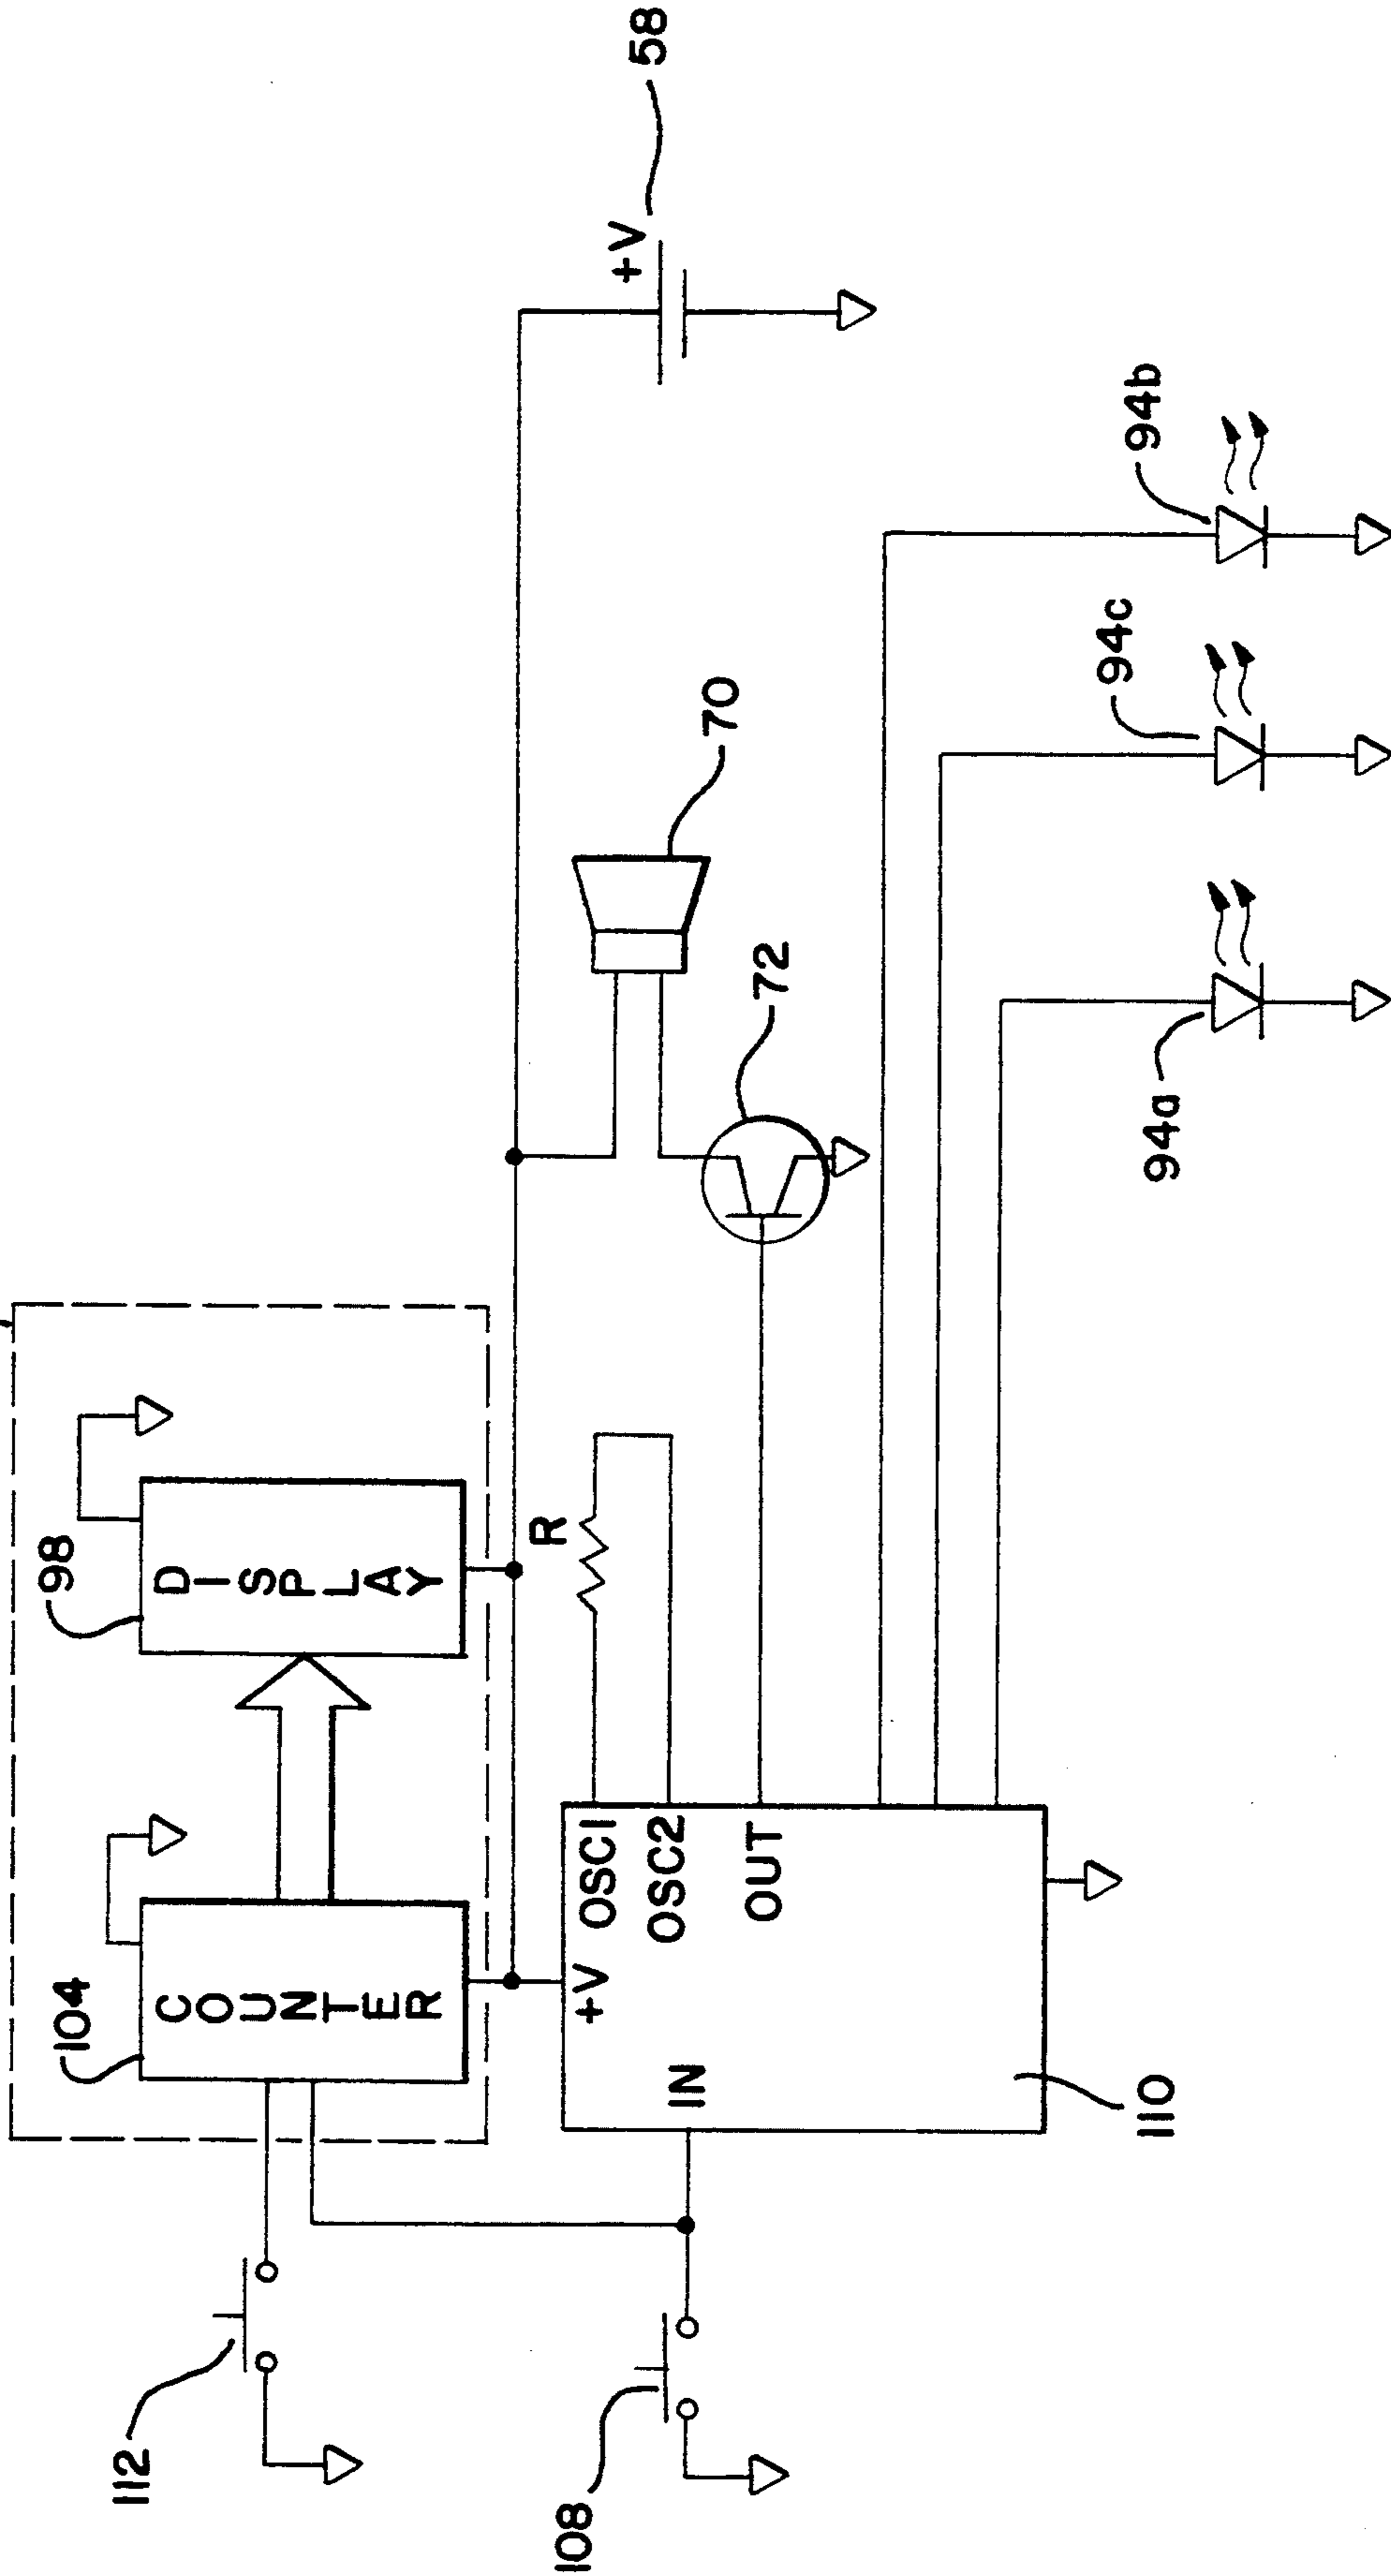 112
104
COUNTER
98
DISPLAY
108
IN
+V
OSC1
OSC2
OUT
110
R
72
70
+V
58
94a
94c
94b